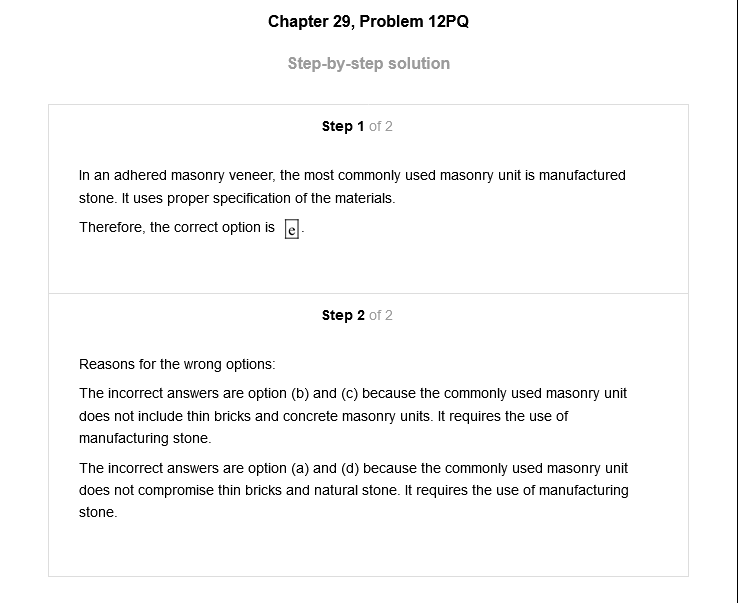 Chapter 29, Problem 12PQ
Step-by-step solution
Step 1 of 2
In an adhered masonry veneer, the most commonly used masonry unit is manufactured
stone. It uses proper specification of the materials.
Therefore, the correct option is e.
Step 2 of 2
Reasons for the wrong options:
The incorrect answers are option (b) and (c) because the commonly used masonry unit
does not include thin bricks and concrete masonry units. It requires the use of
manufacturing stone.
The incorrect answers are option (a) and (d) because the commonly used masonry unit
does not compromise thin bricks and natural stone. It requires the use of manufacturing
stone.